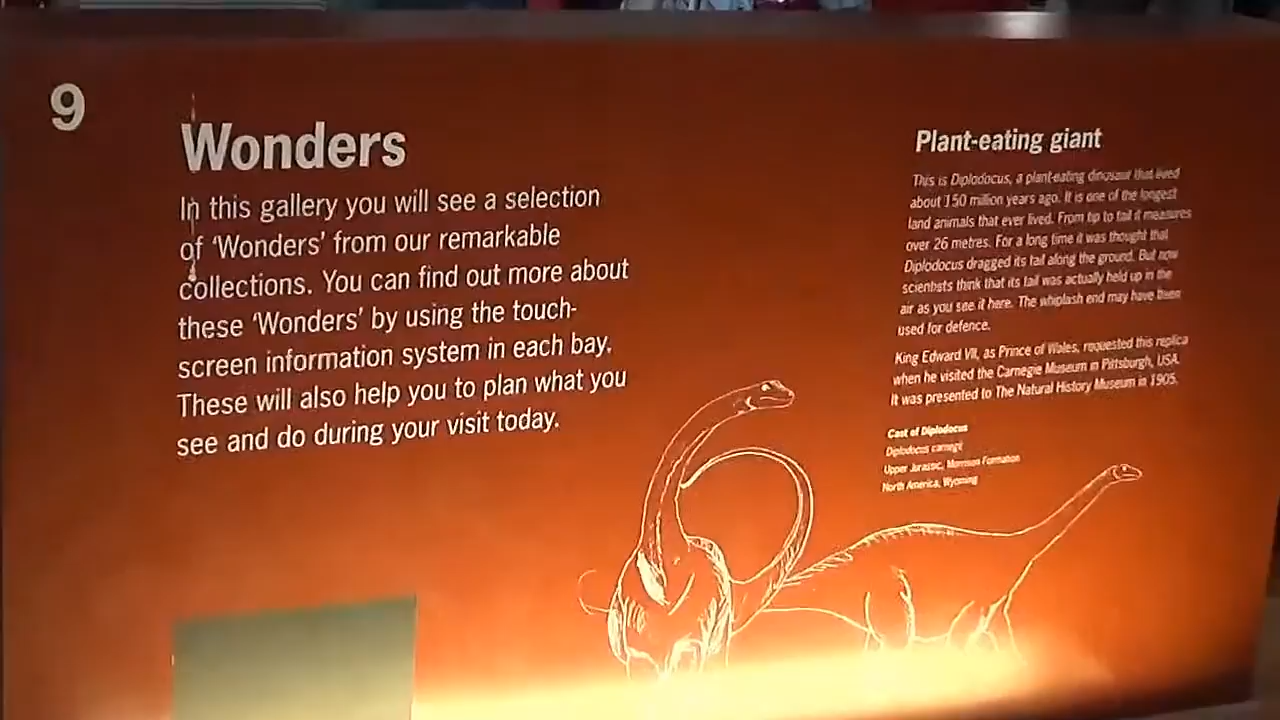 9
Wonders
In this gallery you will see a selection
of ‘Wonders’ from our remarkable
collections. You can find out more about
these ‘Wonders’ by using the touch-
screen information system in each bay.
These will also help you to plan what you
see and do during your visit today.
Plant-eating giant
This is Diplodocus, a plant-eating dinosaur that lived
about 150 million years ago. It is one of the longest
land animals that ever lived. From tip to tail it measures
over 26 metres. For a long time it was thought that
Diplodocus dragged its tail along the ground. But now
scientists think that its tail was actually held up in the
air as you see it here. The whiplash end may have been
used for defence.
King Edward VII, as Prince of Wales, requested this replica
when he visited the Carnegie Museum in Pittsburgh, USA.
It was presented to The Natural History Museum in 1905.
Cast of Diplodocus
Diplodocus carnegii
Upper Jurassic, Morrison Formation
North America, Wyoming